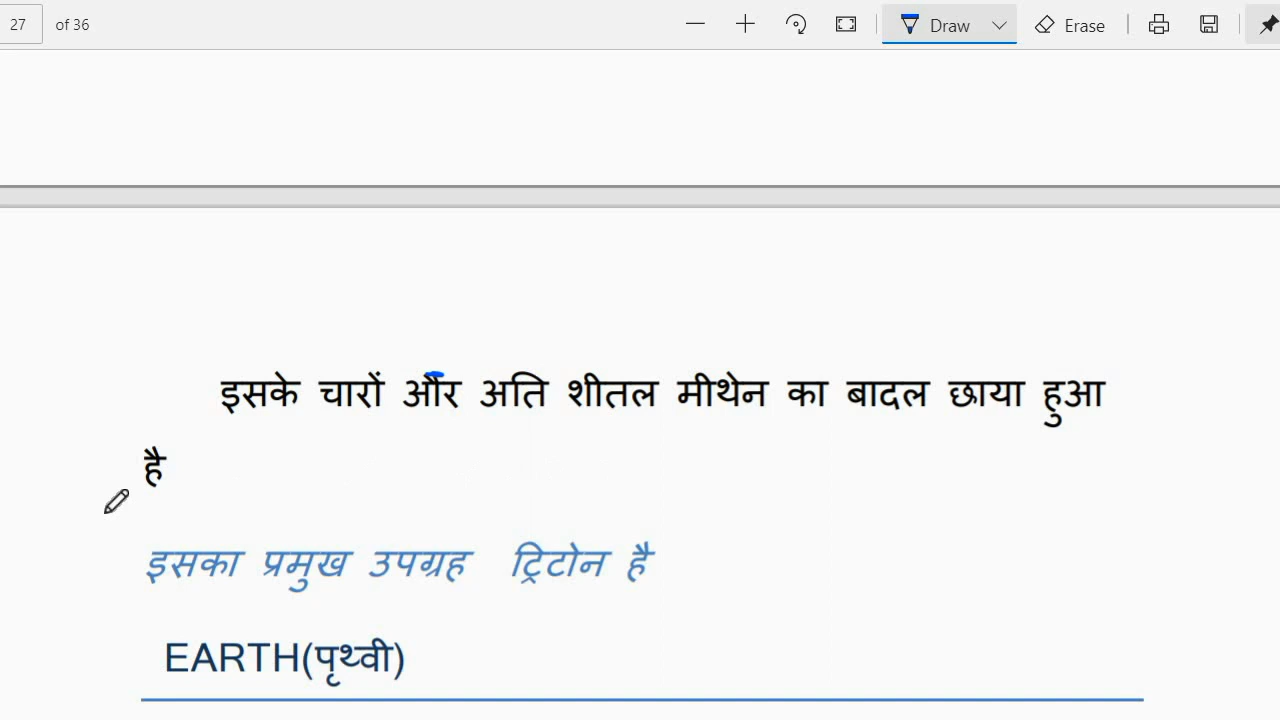 27 of 36 Draw Erase
इसके चारों और अति शीतल मीथेन का बादल छाया हुआ
है
इसका प्रमुख उपग्रह ट्रिटोन है
EARTH(पृथ्वी)